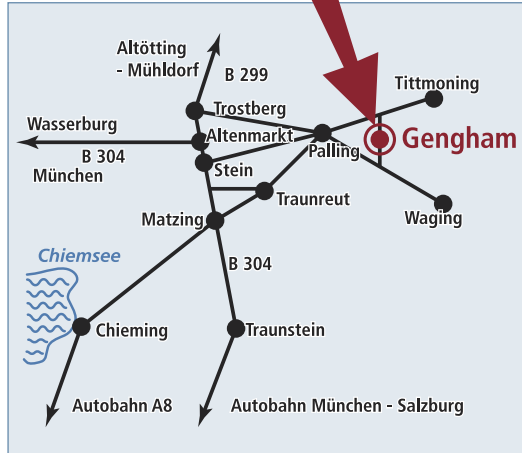 Altötting
- Mühldorf
B 299
Tittmoning
Trostberg
Wasserburg
Altenmarkt
Gengham
B 304
Palling
München
Stein
Traunreut
Matzing
Waging
Chiemsee
B 304
Chieming
Traunstein
Autobahn A8
Autobahn München - Salzburg